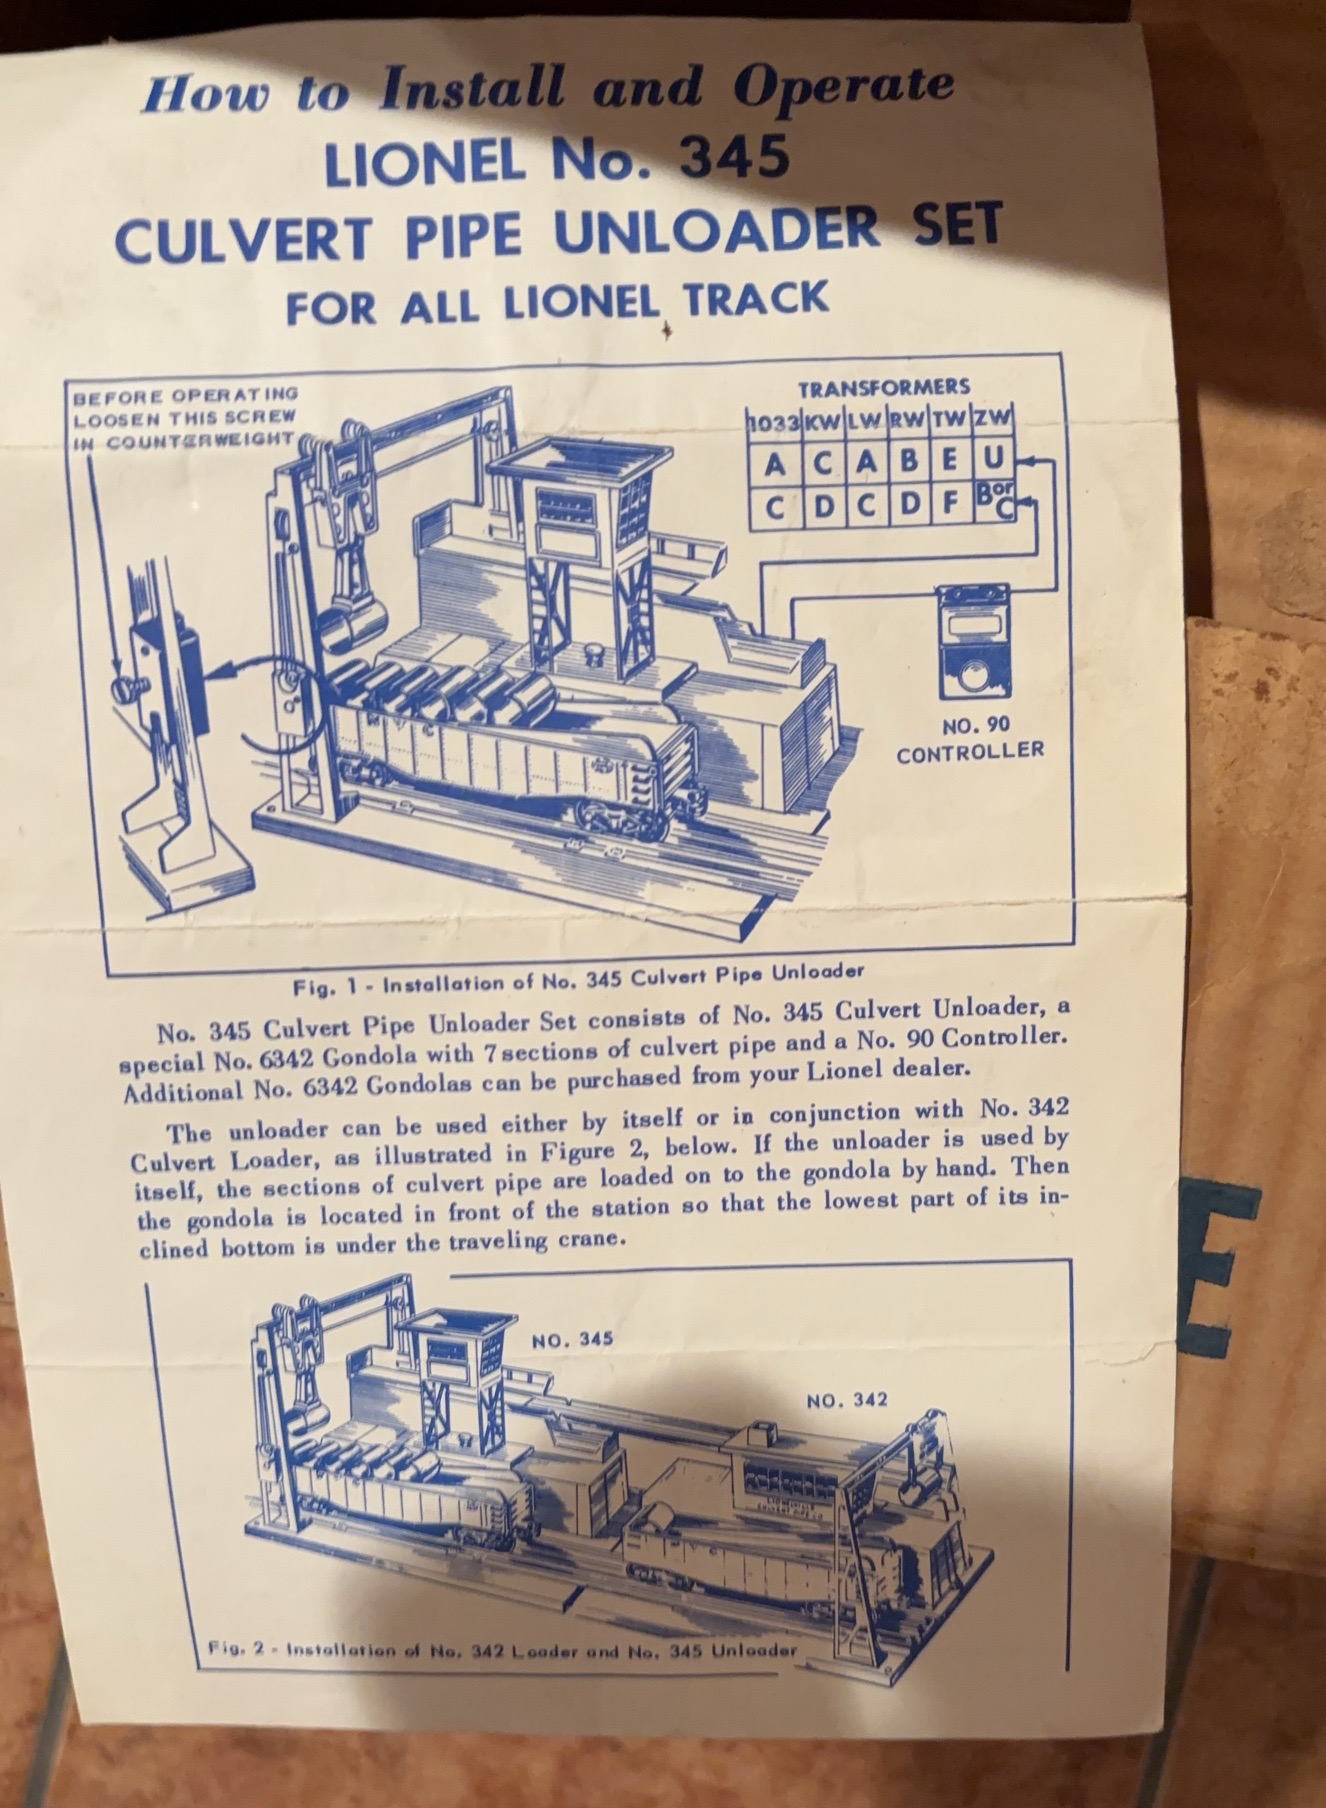 How to Install and Operate
LIONEL No. 345
CULVERT PIPE UNLOADER SET
FOR ALL LIONEL TRACK
BEFORE OPERATING
LOOSEN THIS SCREW
IN COUNTERWEIGHT
TRANSFORMERS
1033 KW LW RW TW ZW
A C A B E U
C D C D F B or C
NO. 90
CONTROLLER
Fig. 1 - Installation of No. 345 Culvert Pipe Unloader
No. 345 Culvert Pipe Unloader Set consists of No. 345 Culvert Unloader, a
special No. 6342 Gondola with 7 sections of culvert pipe and a No. 90 Controller.
Additional No. 6342 Gondolas can be purchased from your Lionel dealer.
The unloader can be used either by itself or in conjunction with No. 342
Culvert Loader, as illustrated in Figure 2, below. If the unloader is used by
itself, the sections of culvert pipe are loaded on to the gondola by hand. Then
the gondola is located in front of the station so that the lowest part of its in-
clined bottom is under the traveling crane.
NO. 345
NO. 342
Fig. 2 - Installation of No. 342 Loader and No. 345 Unloader
E